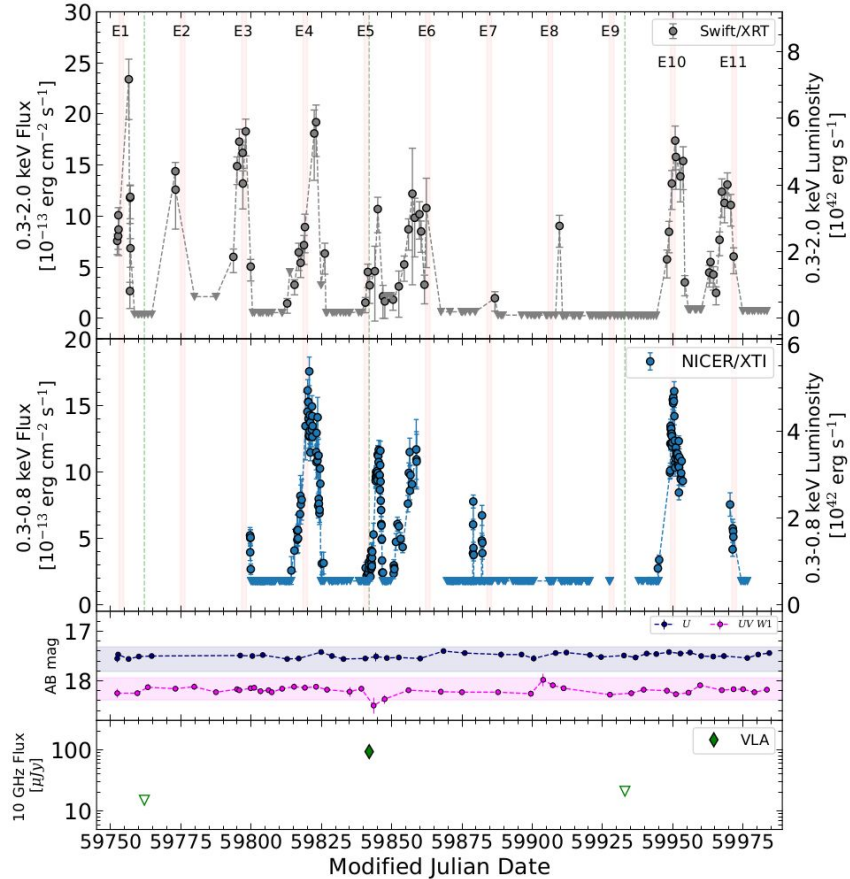 E1 E2 E3 E4 E5 E6 E7 E8 E9
Swift/XRT
E10 E11
30
25
20
15
10
5
0
0.3-2.0 keV Flux
[10⁻¹³ erg cm⁻² s⁻¹]
8
6
4
2
0
0.3-2.0 keV Luminosity
[10⁴² erg s⁻¹]
NICER/XTI
20
15
10
5
0
0.3-0.8 keV Flux
[10⁻¹³ erg cm⁻² s⁻¹]
6
4
2
0
0.3-0.8 keV Luminosity
[10⁴² erg s⁻¹]
U UV W1
17
18
AB mag
VLA
100
10
10 GHz Flux
[μJy]
59750 59775 59800 59825 59850 59875 59900 59925 59950 59975
Modified Julian Date